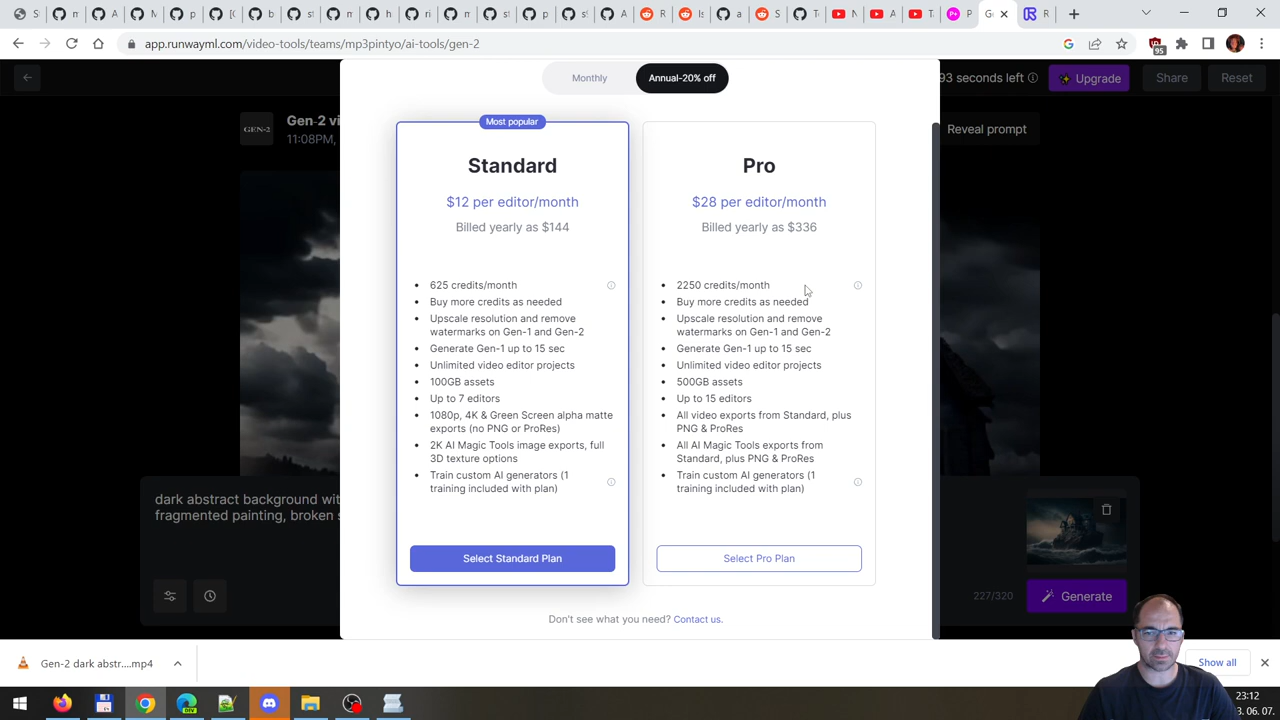 app.runwayml.com/video-tools/teams/mp3pintyo/ai-tools/gen-2
95
Monthly
Annual-20% off
93 seconds left
Upgrade
Share
Reset
GEN-2
Gen-2 vi
11:08PM,
Reveal prompt
Most popular
Standard
$12 per editor/month
Billed yearly as $144
625 credits/month
Buy more credits as needed
Upscale resolution and remove
watermarks on Gen-1 and Gen-2
Generate Gen-1 up to 15 sec
Unlimited video editor projects
100GB assets
Up to 7 editors
1080p, 4K & Green Screen alpha matte
exports (no PNG or ProRes)
2K AI Magic Tools image exports, full
3D texture options
Train custom AI generators (1
training included with plan)
Select Standard Plan
Pro
$28 per editor/month
Billed yearly as $336
2250 credits/month
Buy more credits as needed
Upscale resolution and remove
watermarks on Gen-1 and Gen-2
Generate Gen-1 up to 15 sec
Unlimited video editor projects
500GB assets
Up to 15 editors
All video exports from Standard, plus
PNG & ProRes
All AI Magic Tools exports from
Standard, plus PNG & ProRes
Train custom AI generators (1
training included with plan)
Select Pro Plan
Don't see what you need? Contact us.
dark abstract background wit
fragmented painting, broken s
227/320
Generate
Gen-2 dark abstr....mp4
Show all
DEV
23:12
3. 06. 07.